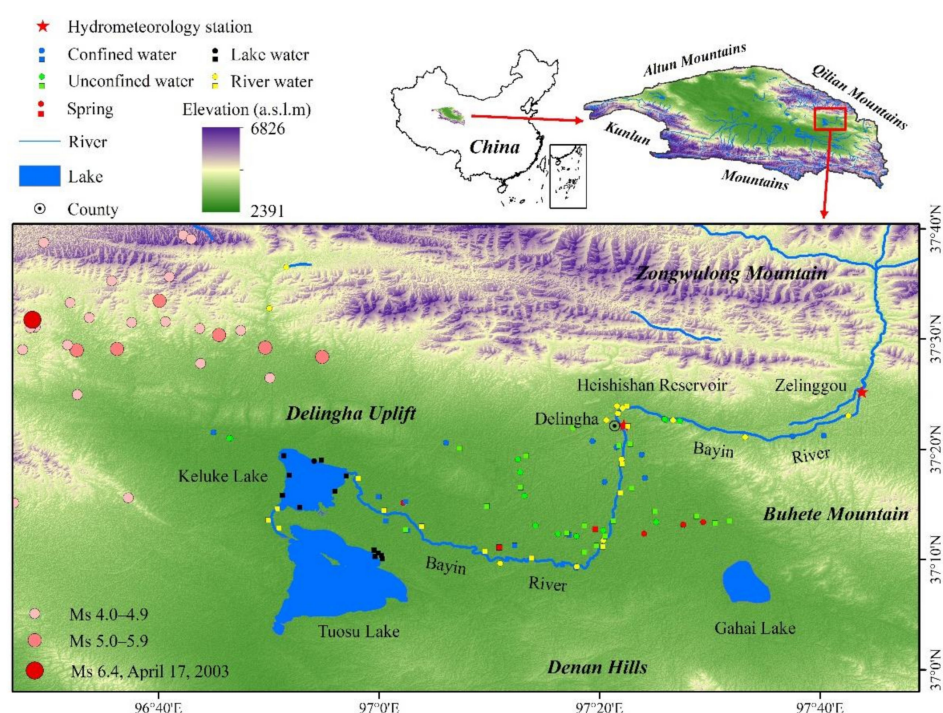 Hydrometeorology station
Confined water
Lake water
Unconfined water
River water
Spring
Elevation (a.s.l.m)
6826
River
Lake
County
2391
China
Altun Mountains
Qilian Mountains
Kunlun
Mountains
37°40'N
Zongwulong Mountain
37°30'N
Heishishan Reservoir
Zelinggou
Delingha Uplift
Delingha
Bayin
River
37°20'N
Keluke Lake
Buhete Mountain
37°10'N
Bayin
River
Ms 4.0–4.9
Ms 5.0–5.9
Ms 6.4, April 17, 2003
Tuosu Lake
Gahai Lake
Denan Hills
37°0'N
96°40'E
97°0'E
97°20'E
97°40'E